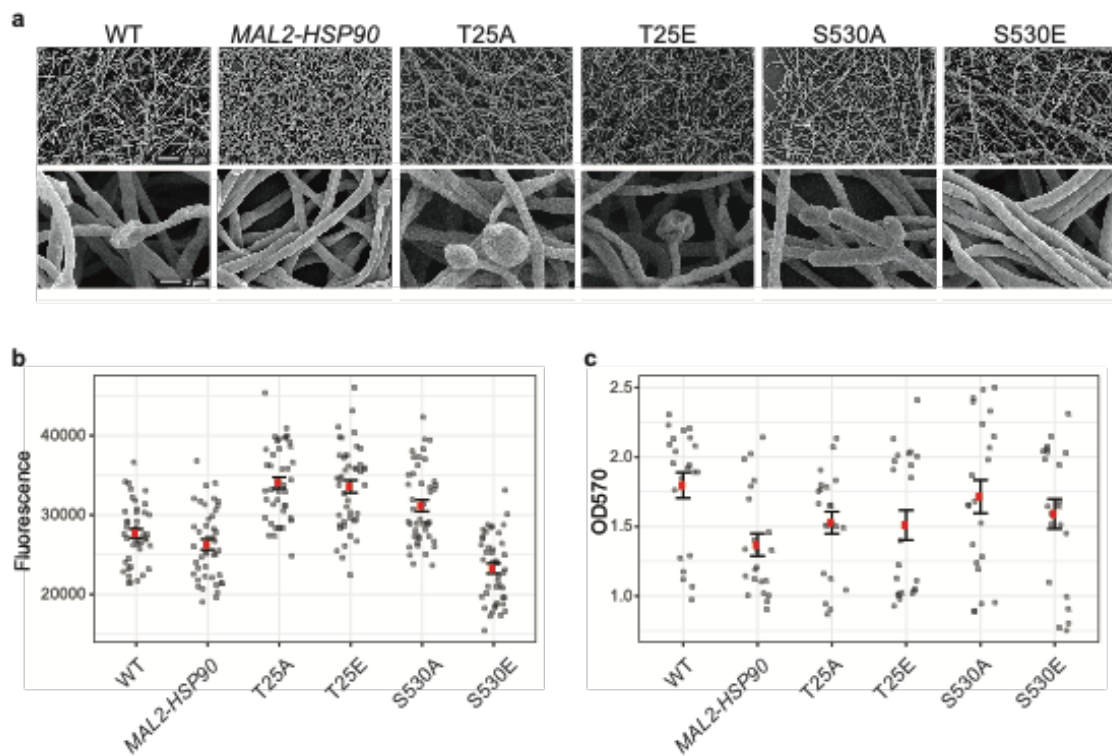 a
WT MAL2-HSP90 T25A T25E S530A S530E
b
Fluorescence
40000
30000
20000
WT MAL2-HSP90 T25A T25E S530A S530E
c
OD570
2.5
2.0
1.5
1.0
WT MAL2-HSP90 T25A T25E S530A S530E